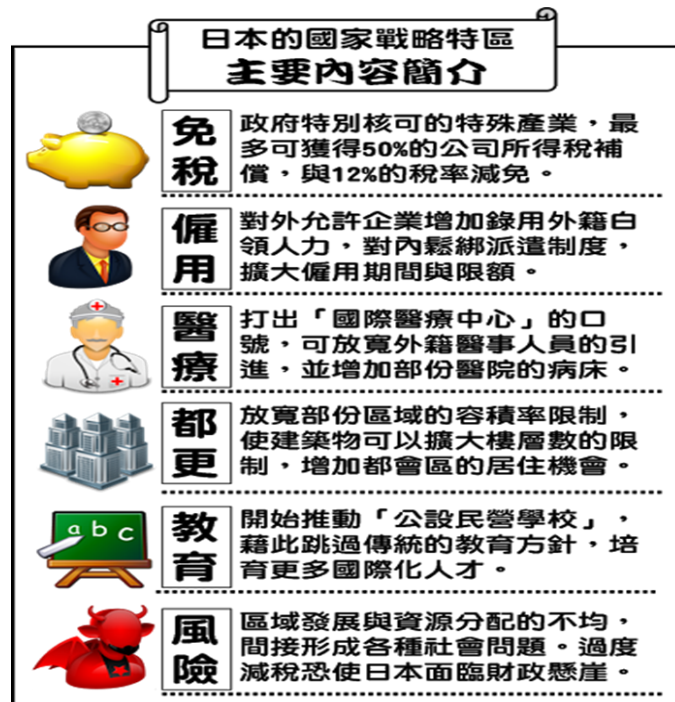 日本的國家戰略特區
主要內容簡介
免稅
政府特別核可的特殊產業，最
多可獲得50%的公司所得稅補
償，與12%的稅率減免。
僱用
對外允許企業增加錄用外籍白
領人力，對內鬆綁派遣制度，
擴大僱用期間與限額。
醫療
打出「國際醫療中心」的口
號，可放寬外籍醫事人員的引
進，並增加部份醫院的病床。
都更
放寬部份區域的容積率限制，
使建築物可以擴大樓層數的限
制，增加都會區的居住機會。
abc
教育
開始推動「公設民營學校」，
藉此跳過傳統的教育方針，培
育更多國際化人才。
風險
區域發展與資源分配的不均，
間接形成各種社會問題。過度
減稅恐使日本面臨財政懸崖。